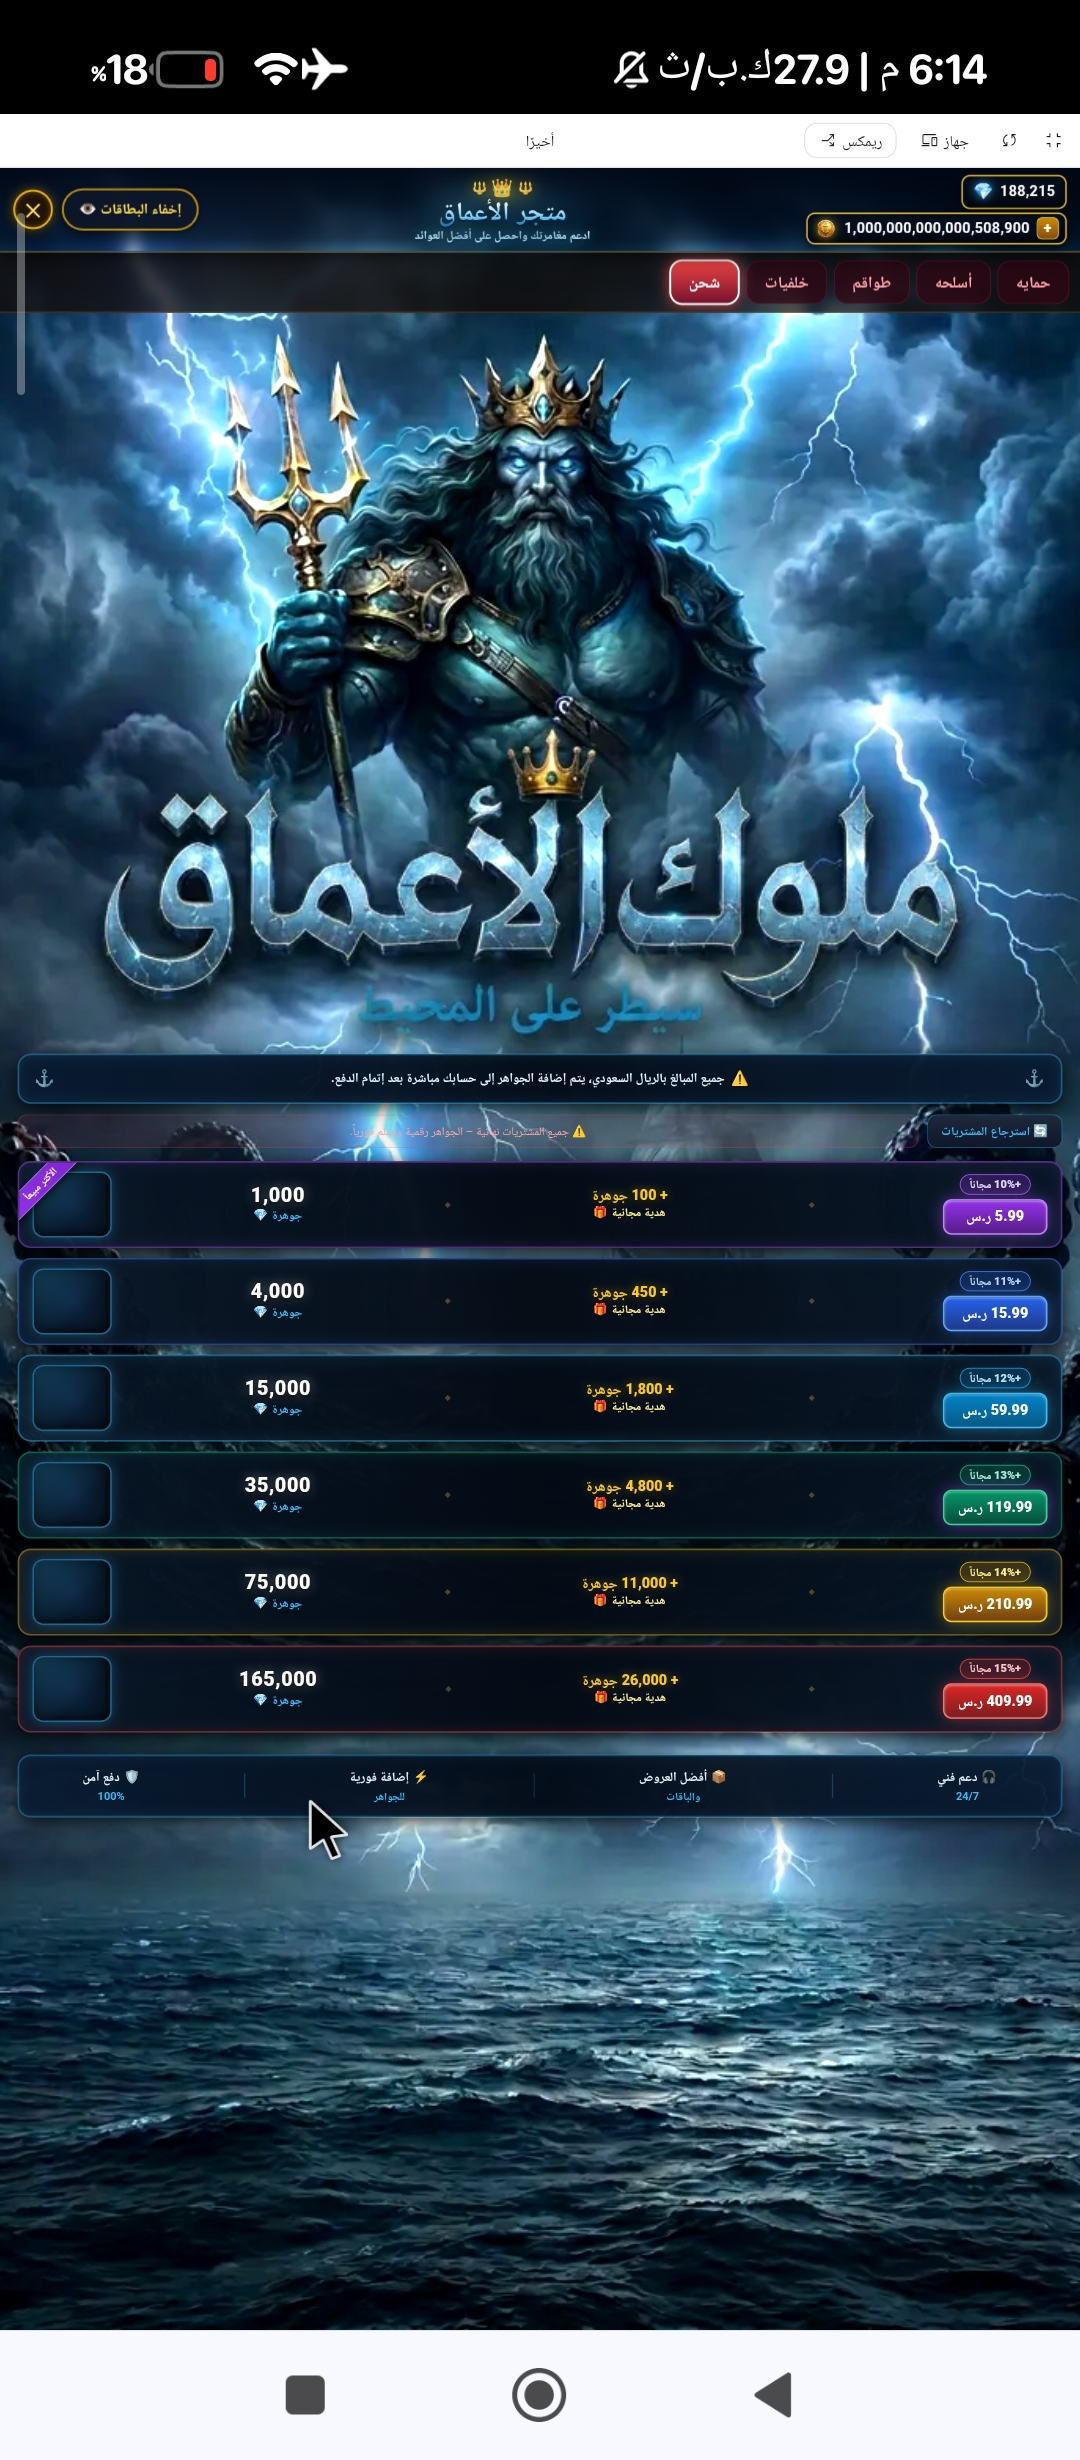 6:14 م | 27.9ك.ب/ث
18%
جهاز
ريمكس
أخيرًا
188,215
1,000,000,000,000,508,900
+
متجر الأعماق
ادعم مغامرتك واحصل على أفضل العوائد
إخفاء البطاقات
حمايه
أسلحه
طواقم
خلفيات
شحن
ملوك الأعماق
سيطر على المحيط
جميع المبالغ بالريال السعودي، يتم إضافة الجواهر إلى حسابك مباشرة بعد إتمام الدفع.
استرجاع المشتريات
جميع المشتريات نهائية – الجواهر رقمية
+10% مجاناً
5.99 ر.س
+ 100 جوهرة
هدية مجانية
1,000
جوهرة
الأكثر مبيعاً
+11% مجاناً
15.99 ر.س
+ 450 جوهرة
هدية مجانية
4,000
جوهرة
+12% مجاناً
59.99 ر.س
+ 1,800 جوهرة
هدية مجانية
15,000
جوهرة
+13% مجاناً
119.99 ر.س
+ 4,800 جوهرة
هدية مجانية
35,000
جوهرة
+14% مجاناً
210.99 ر.س
+ 11,000 جوهرة
هدية مجانية
75,000
جوهرة
+15% مجاناً
409.99 ر.س
+ 26,000 جوهرة
هدية مجانية
165,000
جوهرة
دعم فني
24/7
أفضل العروض
والباقات
إضافة فورية
للجواهر
دفع آمن
100%